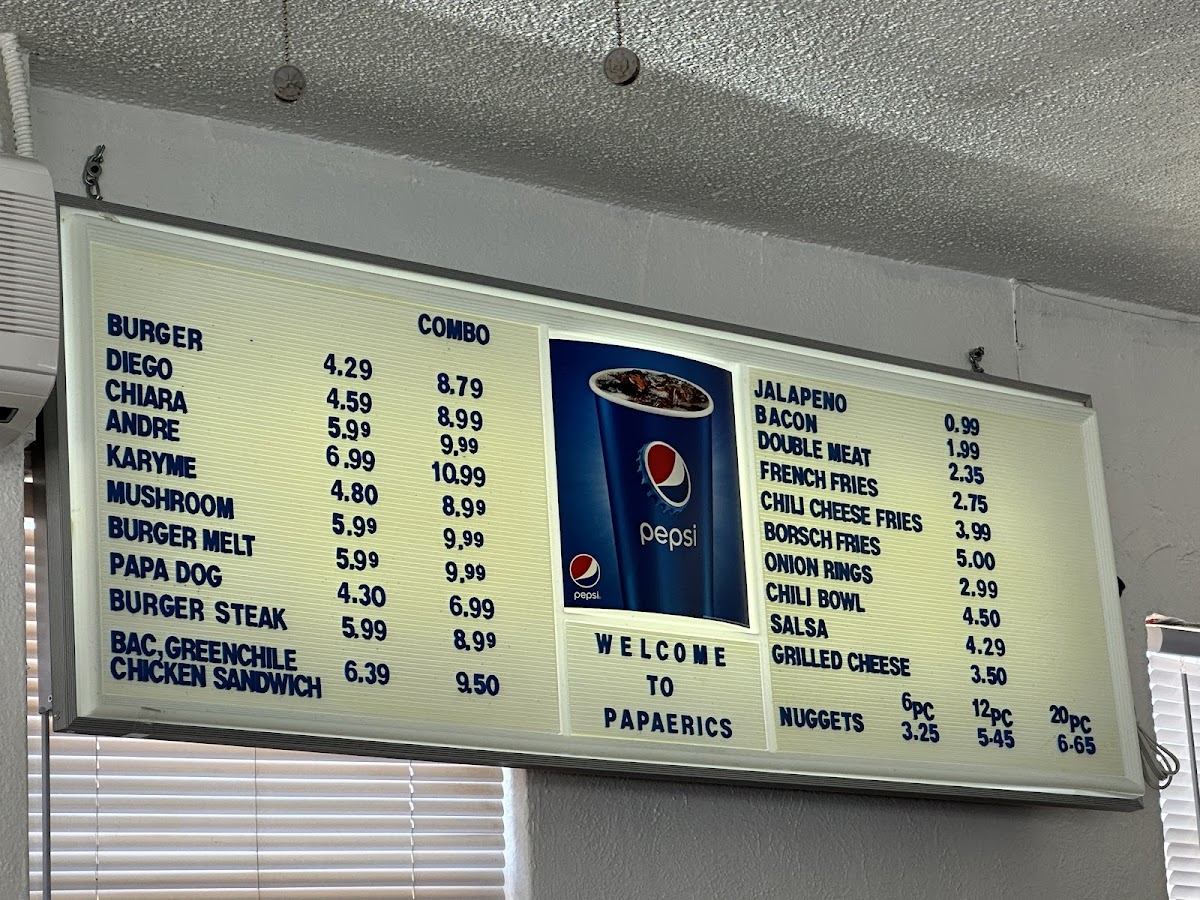 COMBO
BURGER 4.29 8.79
DIEGO 4.59 8.99
CHIARA 5.99 9,99
ANDRE 6.99 10.99
KARYME 4.80 8.99
MUSHROOM 5.99 9,99
BURGER MELT 5.99 9,99
PAPA DOG 4.30 6.99
BURGER STEAK 5.99 8.99
BAC,GREENCHILE
CHICKEN SANDWICH 6.39 9.50
pepsi
pepsi.
WELCOME
TO
PAPAERICS
JALAPENO 0.99
BACON 1.99
DOUBLE MEAT 2.35
FRENCH FRIES 2.75
CHILI CHEESE FRIES 3.99
BORSCH FRIES 5.00
ONION RINGS 2.99
CHILI BOWL 4.50
SALSA 4.29
GRILLED CHEESE 3.50
6PC 12PC 20PC
NUGGETS 3.25 5.45 6.65